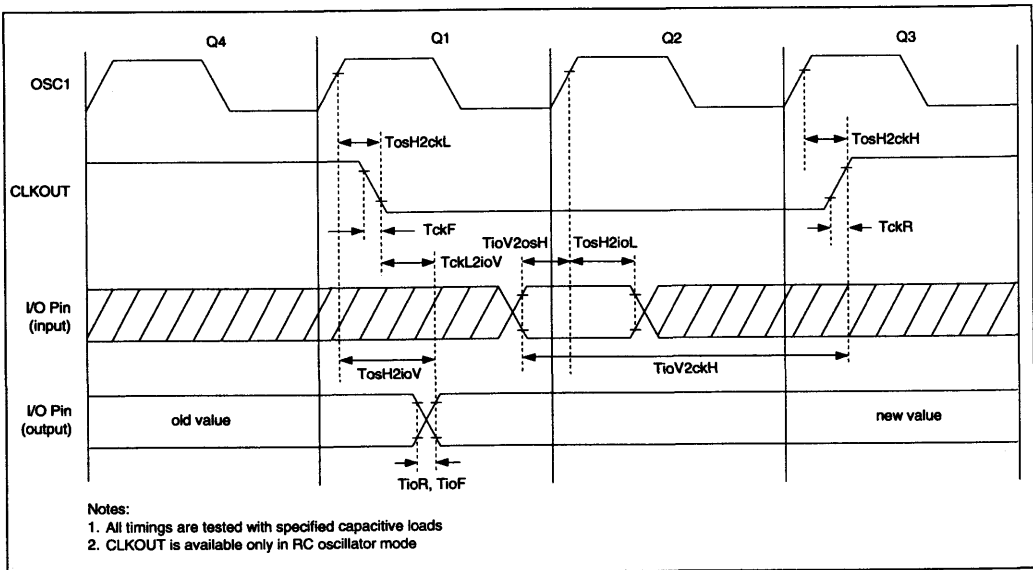 Q4 Q1 Q2 Q3
OSC1
TosH2ckL
TosH2ckH
CLKOUT
TckF
TckR
TioV2osH
TosH2ioL
TckL2ioV
I/O Pin
(input)
TosH2ioV
TioV2ckH
I/O Pin
(output)
old value
new value
TioR, TioF
Notes:
1. All timings are tested with specified capacitive loads
2. CLKOUT is available only in RC oscillator mode